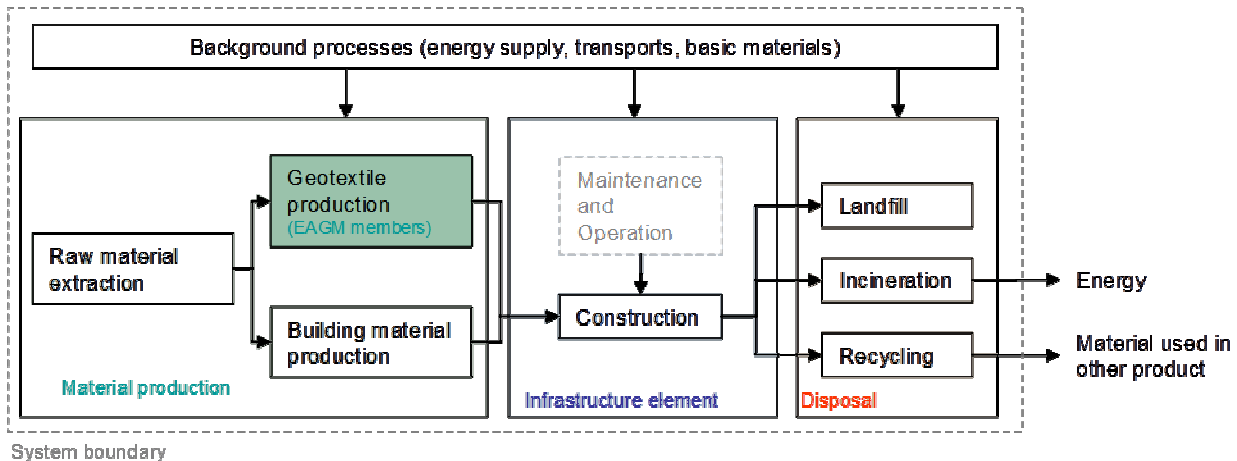 Background processes (energy supply, transports, basic materials)
Geotextile
production
(EAGM members)
Raw material
extraction
Building material
production
Material production
Maintenance
and
Operation
Construction
Infrastructure element
Landfill
Incineration
Recycling
Disposal
Energy
Material used in
other product
System boundary